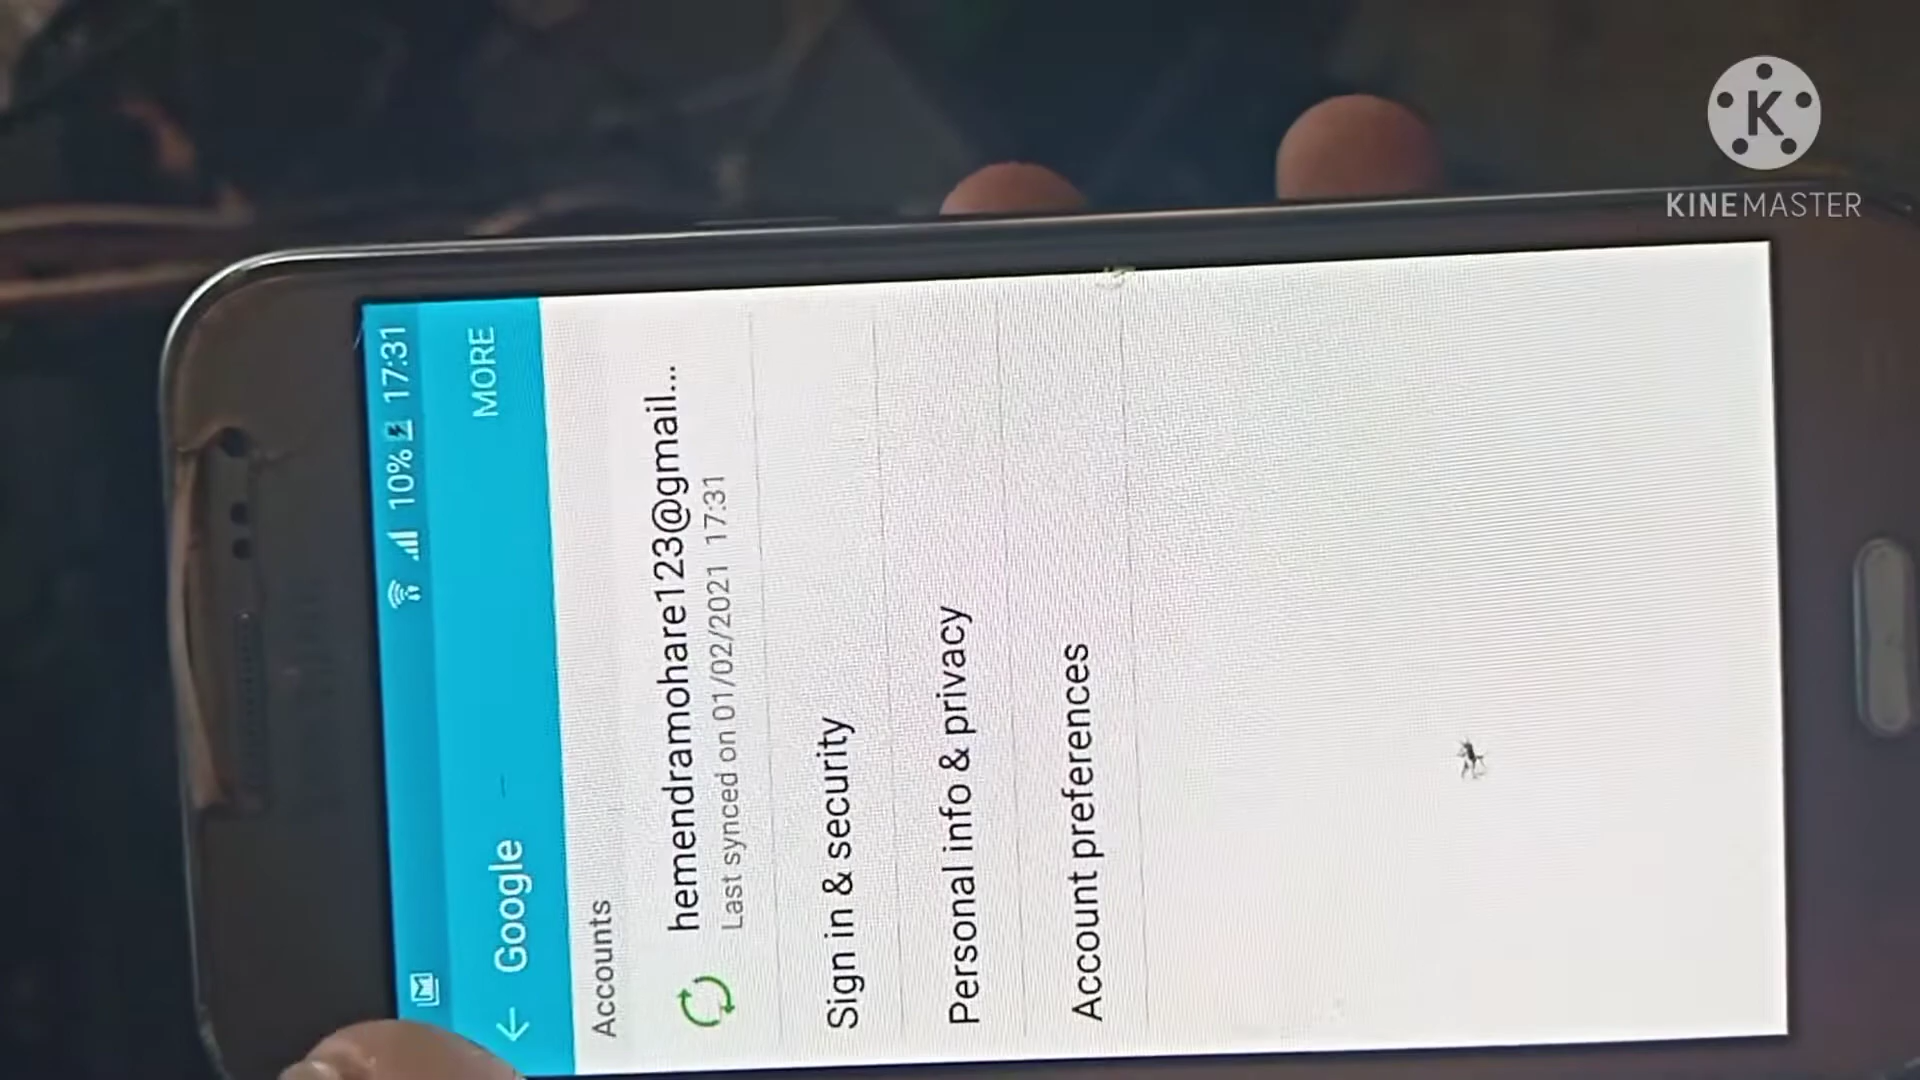 10% 17:31
← Google
MORE
Accounts
hemendramohare123@gmail...
Last synced on 01/02/2021 17:31
Sign in & security
Personal info & privacy
Account preferences
K
KINEMASTER